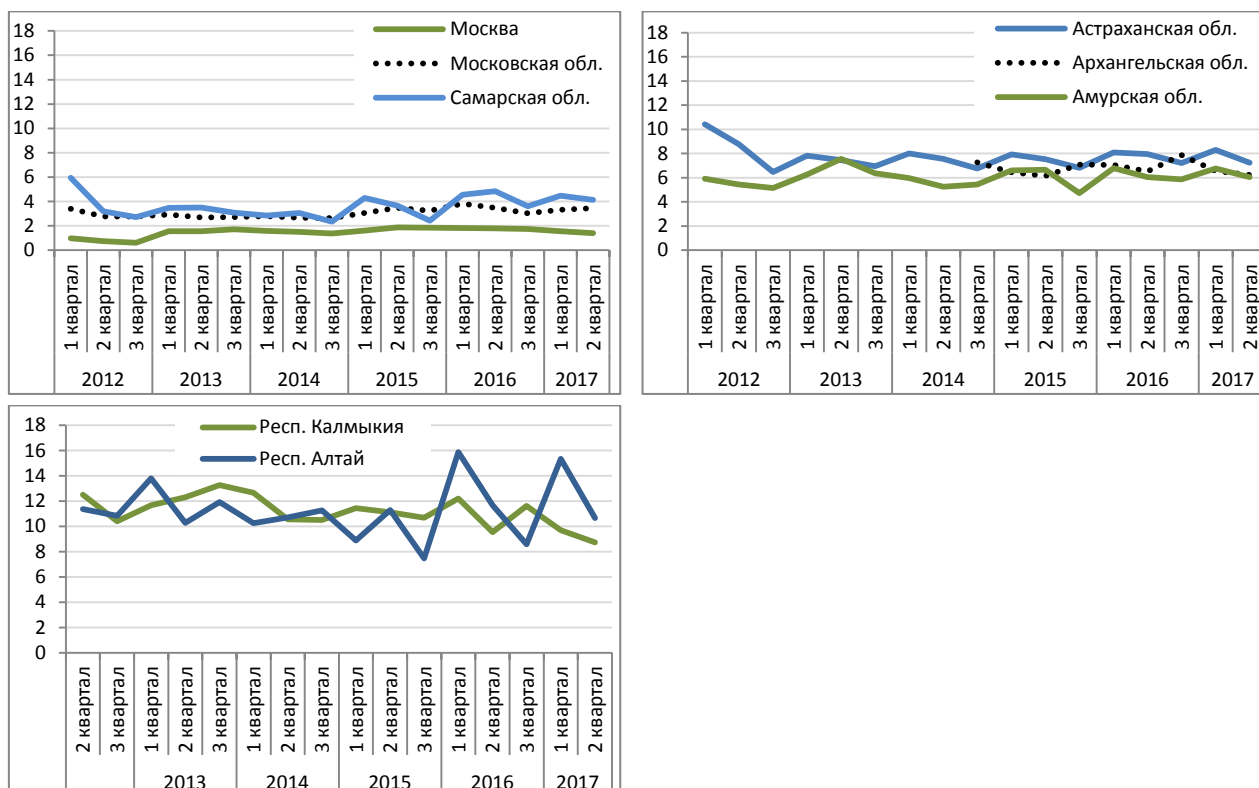 18
16
14
12
10
8
6
4
2
0
Москва
Московская обл.
Самарская обл.
1 квартал
2 квартал
3 квартал
1 квартал
2 квартал
3 квартал
1 квартал
2 квартал
3 квартал
1 квартал
2 квартал
3 квартал
1 квартал
2 квартал
3 квартал
1 квартал
2 квартал
2012 2013 2014 2015 2016 2017
18
16
14
12
10
8
6
4
2
0
Астраханская обл.
Архангельская обл.
Амурская обл.
1 квартал
2 квартал
3 квартал
1 квартал
2 квартал
3 квартал
1 квартал
2 квартал
3 квартал
1 квартал
2 квартал
3 квартал
1 квартал
2 квартал
3 квартал
1 квартал
2 квартал
2012 2013 2014 2015 2016 2017
18
16
14
12
10
8
6
4
2
0
Респ. Калмыкия
Респ. Алтай
2 квартал
3 квартал
1 квартал
2 квартал
3 квартал
1 квартал
2 квартал
3 квартал
1 квартал
2 квартал
3 квартал
1 квартал
2 квартал
3 квартал
1 квартал
2 квартал
2013 2014 2015 2016 2017